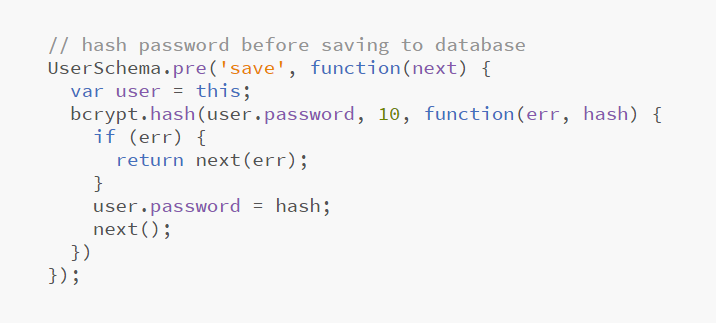 // hash password before saving to database
UserSchema.pre('save', function(next) {
  var user = this;
  bcrypt.hash(user.password, 10, function(err, hash) {
    if (err) {
      return next(err);
    }
    user.password = hash;
    next();
  })
});